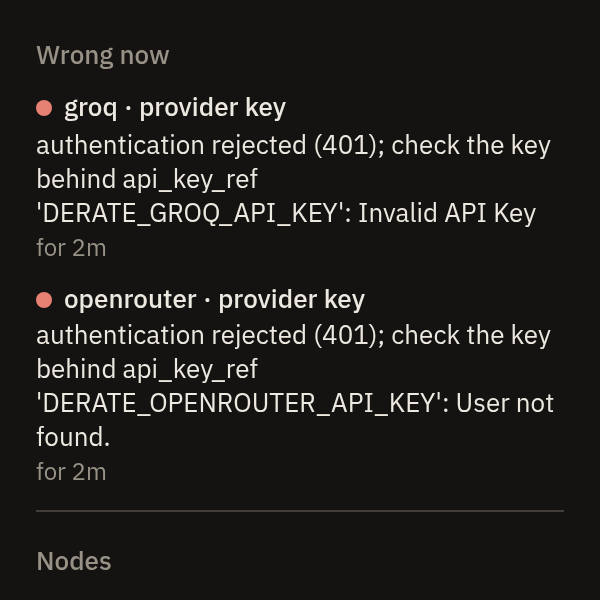 Wrong now
groq · provider key
authentication rejected (401); check the key
behind api_key_ref
'DERATE_GROQ_API_KEY': Invalid API Key
for 2m
openrouter · provider key
authentication rejected (401); check the key
behind api_key_ref
'DERATE_OPENROUTER_API_KEY': User not
found.
for 2m
Nodes